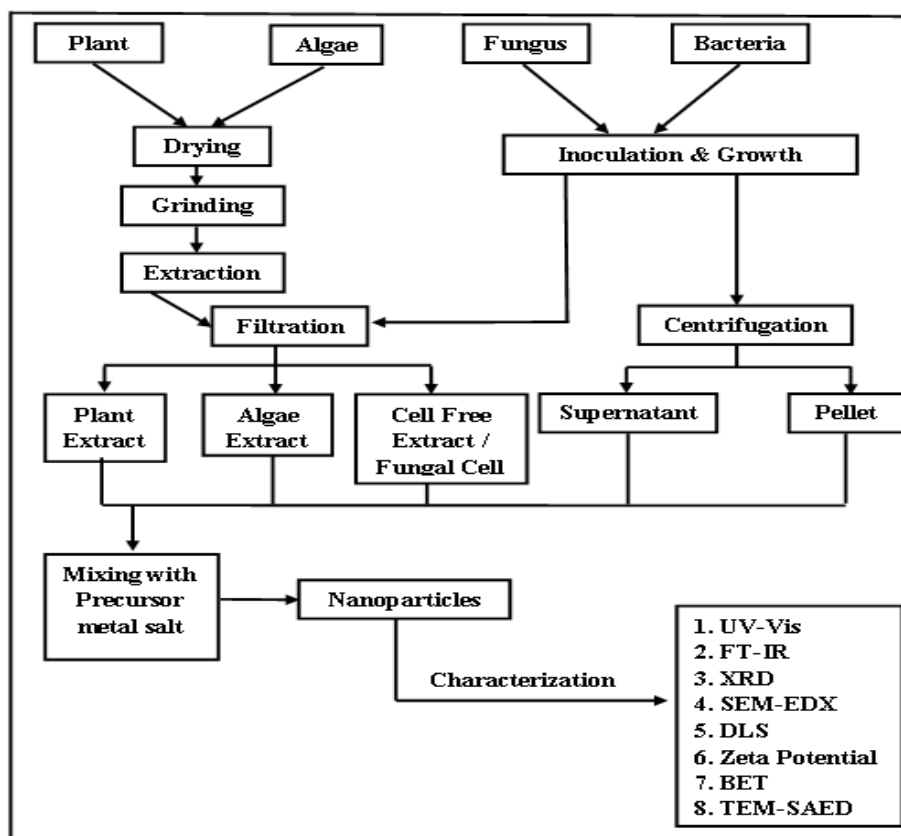 Plant
Algae
Fungus
Bacteria
Drying
Inoculation & Growth
Grinding
Extraction
Filtration
Centrifugation
Plant
Extract
Algae
Extract
Cell Free
Extract /
Fungal Cell
Supernatant
Pellet
Mixing with
Precursor
metal salt
Nanoparticles
Characterization
1. UV-Vis
2. FT-IR
3. XRD
4. SEM-EDX
5. DLS
6. Zeta Potential
7. BET
8. TEM-SAED